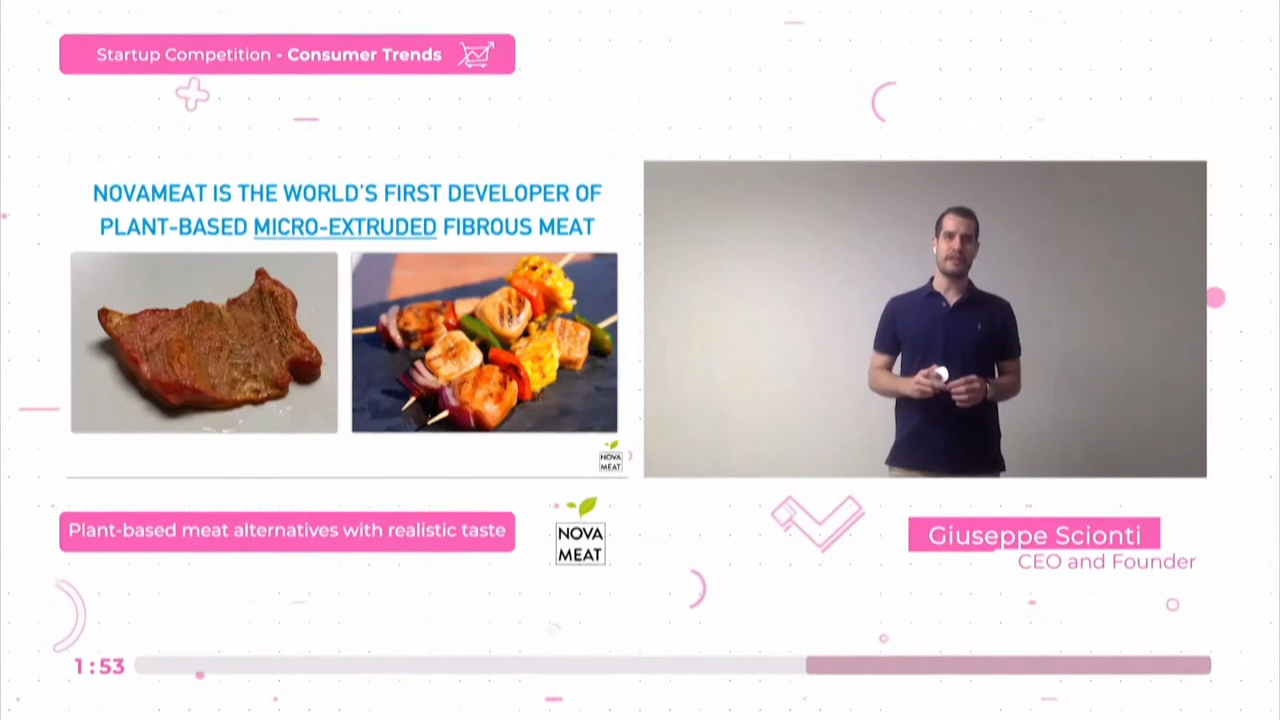 Startup Competition - Consumer Trends
NOVAMEAT IS THE WORLD'S FIRST DEVELOPER OF
PLANT-BASED MICRO-EXTRUDED FIBROUS MEAT
NOVA
MEAT
Plant-based meat alternatives with realistic taste
NOVA
MEAT
Giuseppe Scionti
CEO and Founder
1:53